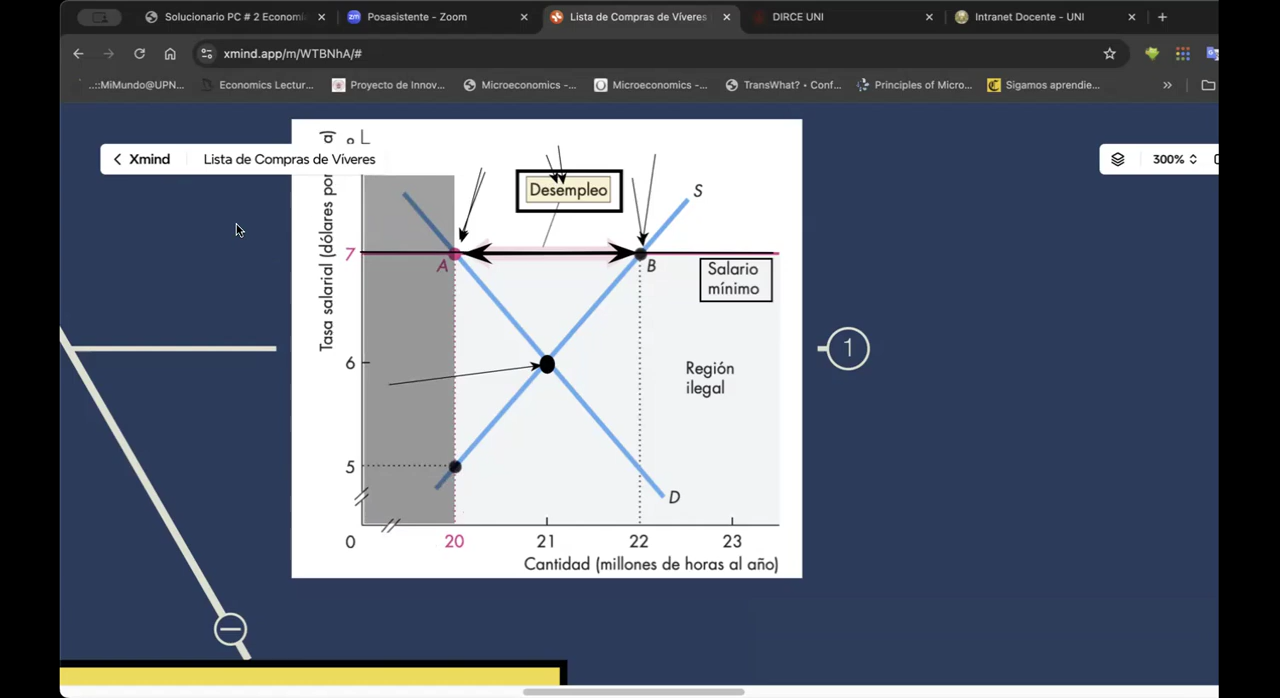 Solucionario PC # 2 Economi
Posasistente - Zoom
Lista de Compras de Víveres
DIRCE UNI
Intranet Docente - UNI
xmind.app/m/WTBNhA/#
..::MiMundo@UPN...
Economics Lectur...
Proyecto de Innov...
Microeconomics -...
Microeconomics -...
TransWhat? • Conf...
Principles of Micro...
Sigamos aprendie...
Xmind
Lista de Compras de Víveres
300%
Tasa salarial (dólares por
a)
Desempleo
S
7
A
B
Salario
mínimo
1
6
Región
ilegal
5
D
0
20
21
22
23
Cantidad (millones de horas al año)